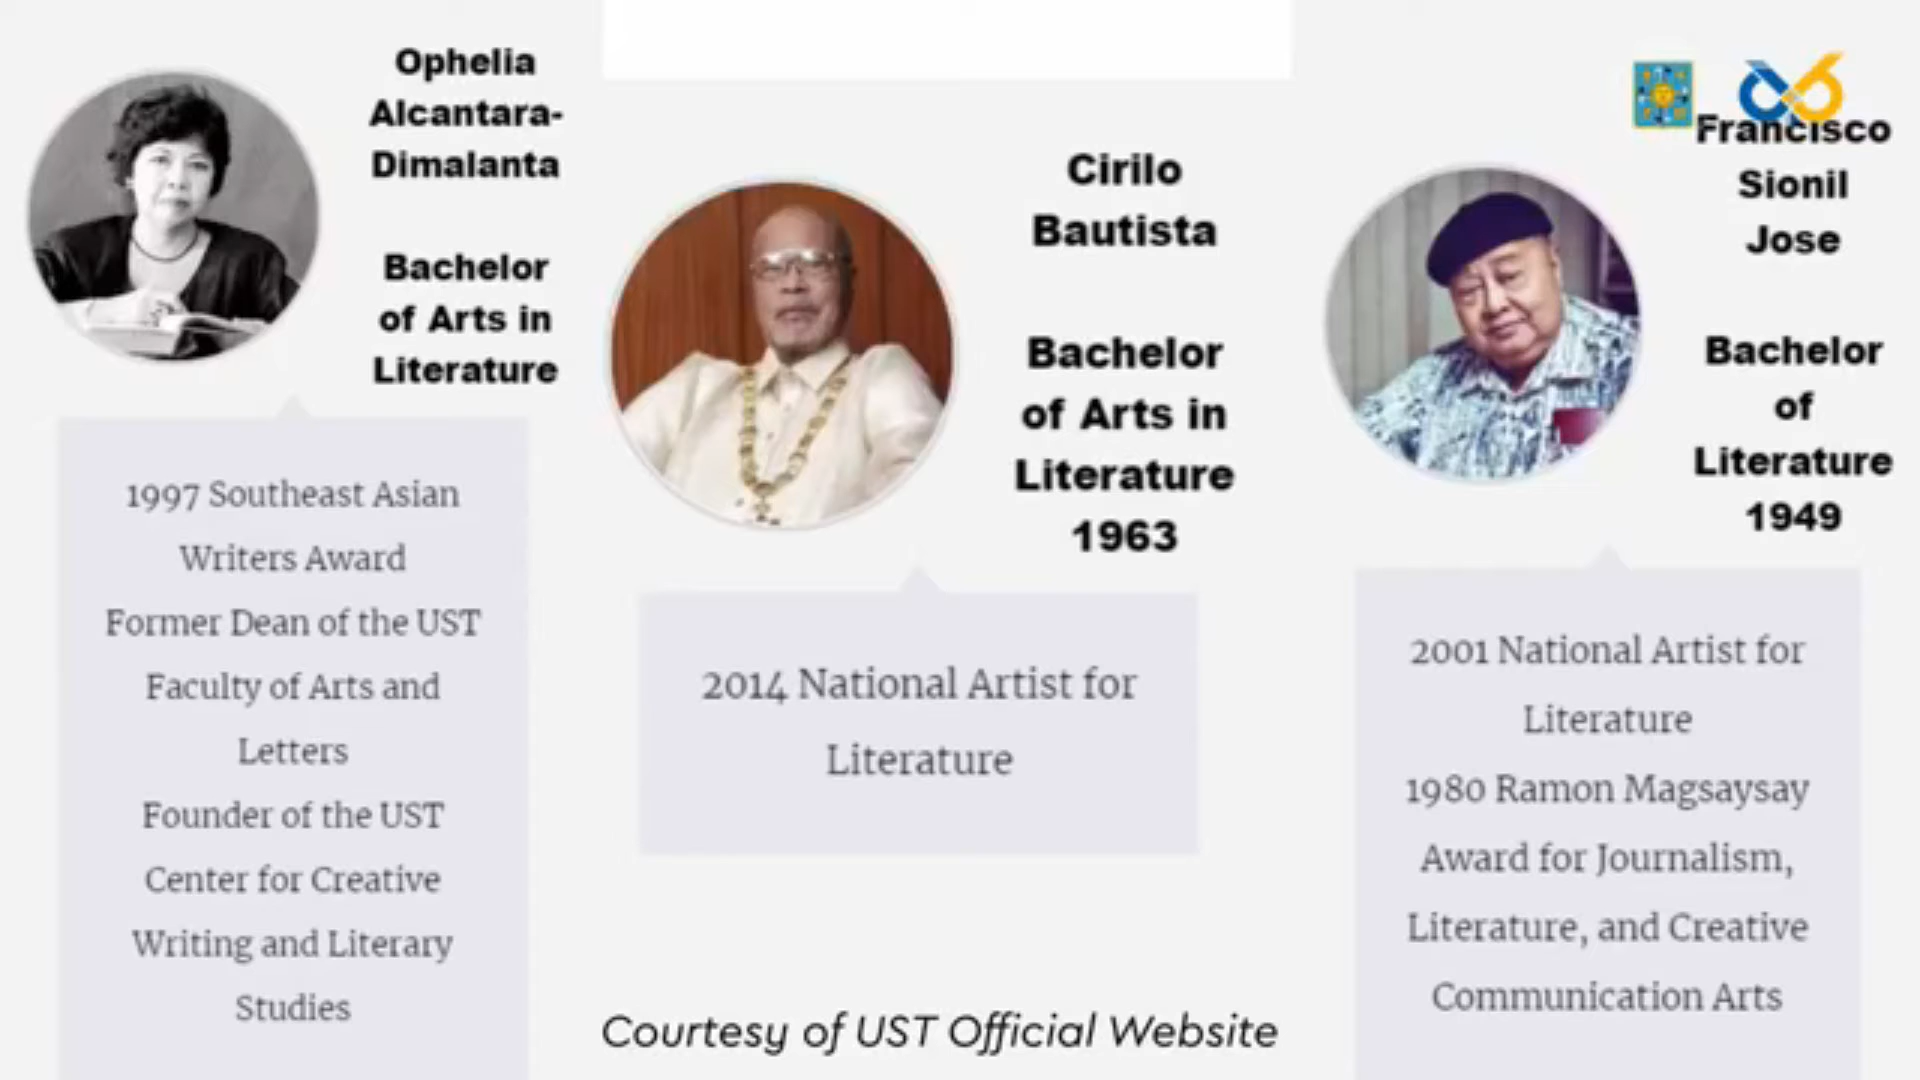 Ophelia
Alcantara-
Dimalanta
Bachelor
of Arts in
Literature
1997 Southeast Asian
Writers Award
Former Dean of the UST
Faculty of Arts and
Letters
Founder of the UST
Center for Creative
Writing and Literary
Studies
Cirilo
Bautista
Bachelor
of Arts in
Literature
1963
2014 National Artist for
Literature
Francisco
Sionil
Jose
Bachelor
of
Literature
1949
2001 National Artist for
Literature
1980 Ramon Magsaysay
Award for Journalism,
Literature, and Creative
Communication Arts
Courtesy of UST Official Website